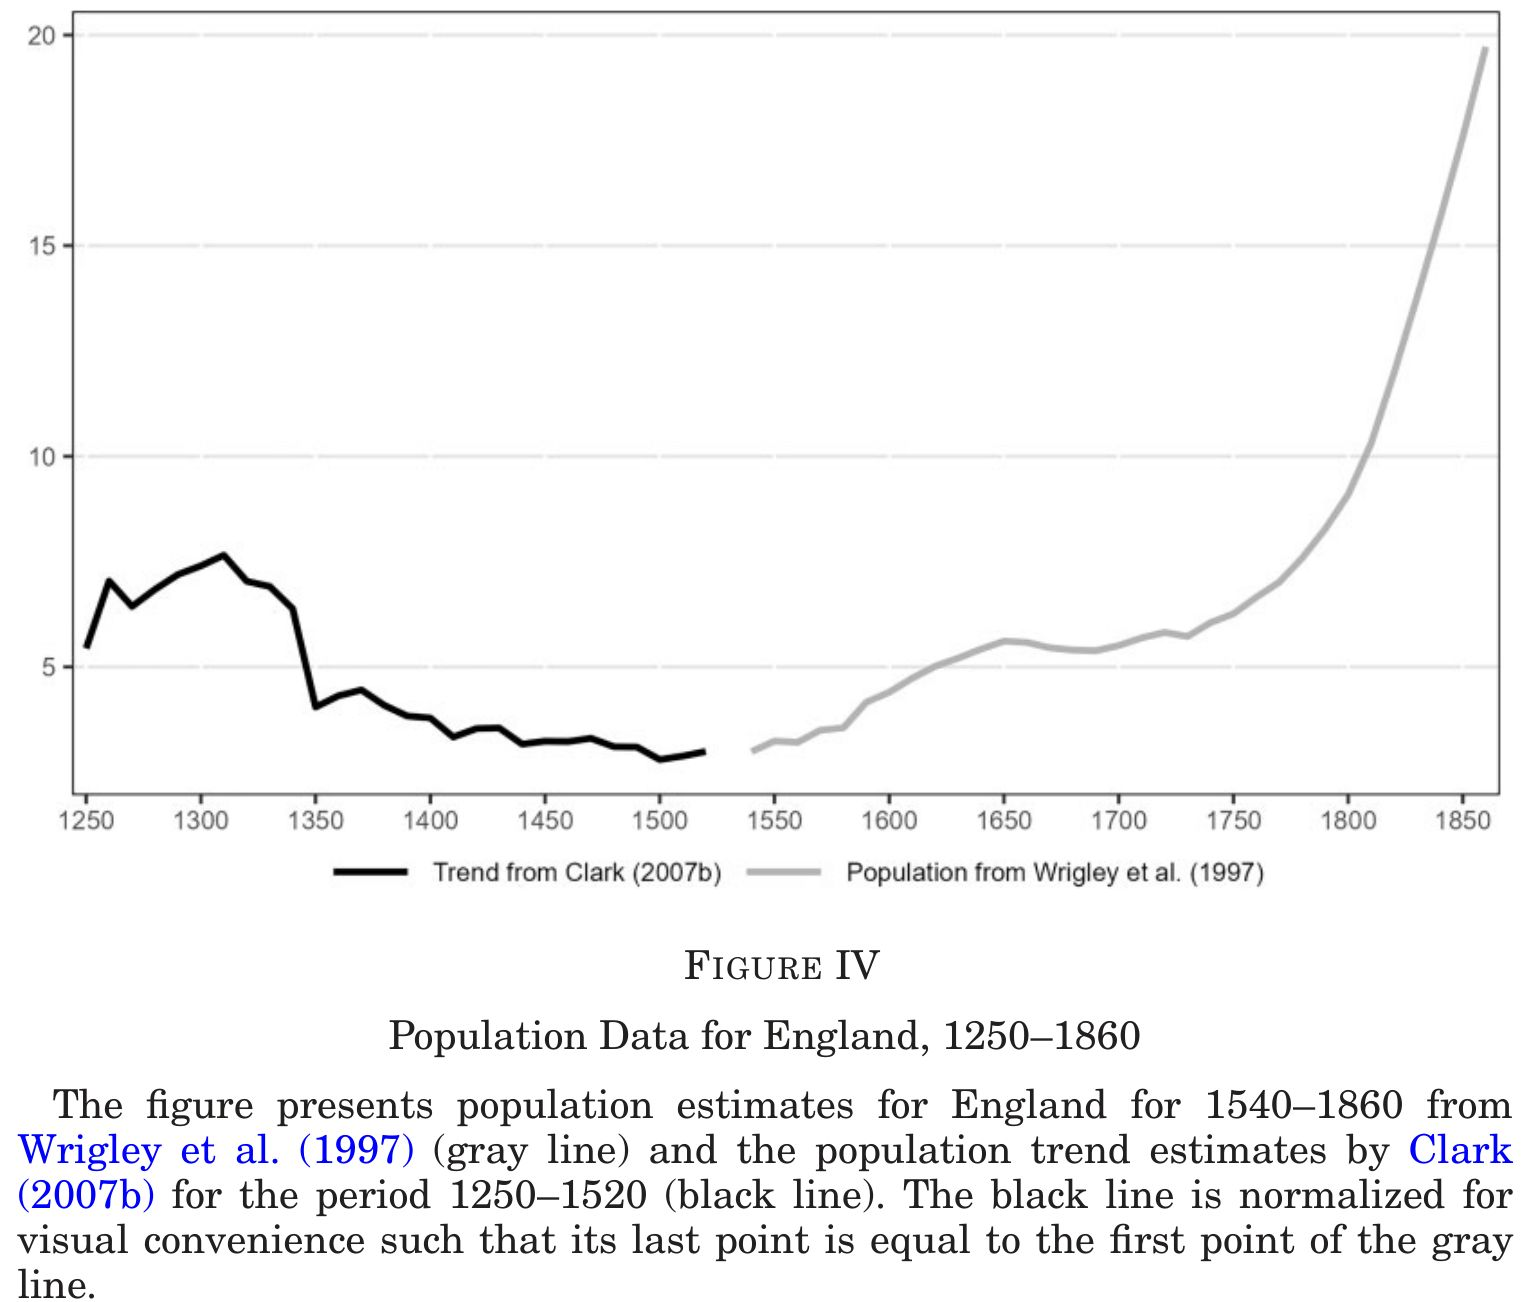 20
15
10
5
1250 1300 1350 1400 1450 1500 1550 1600 1650 1700 1750 1800 1850
Trend from Clark (2007b) Population from Wrigley et al. (1997)
FIGURE IV
Population Data for England, 1250–1860
The figure presents population estimates for England for 1540–1860 from
Wrigley et al. (1997) (gray line) and the population trend estimates by Clark
(2007b) for the period 1250–1520 (black line). The black line is normalized for
visual convenience such that its last point is equal to the first point of the gray
line.